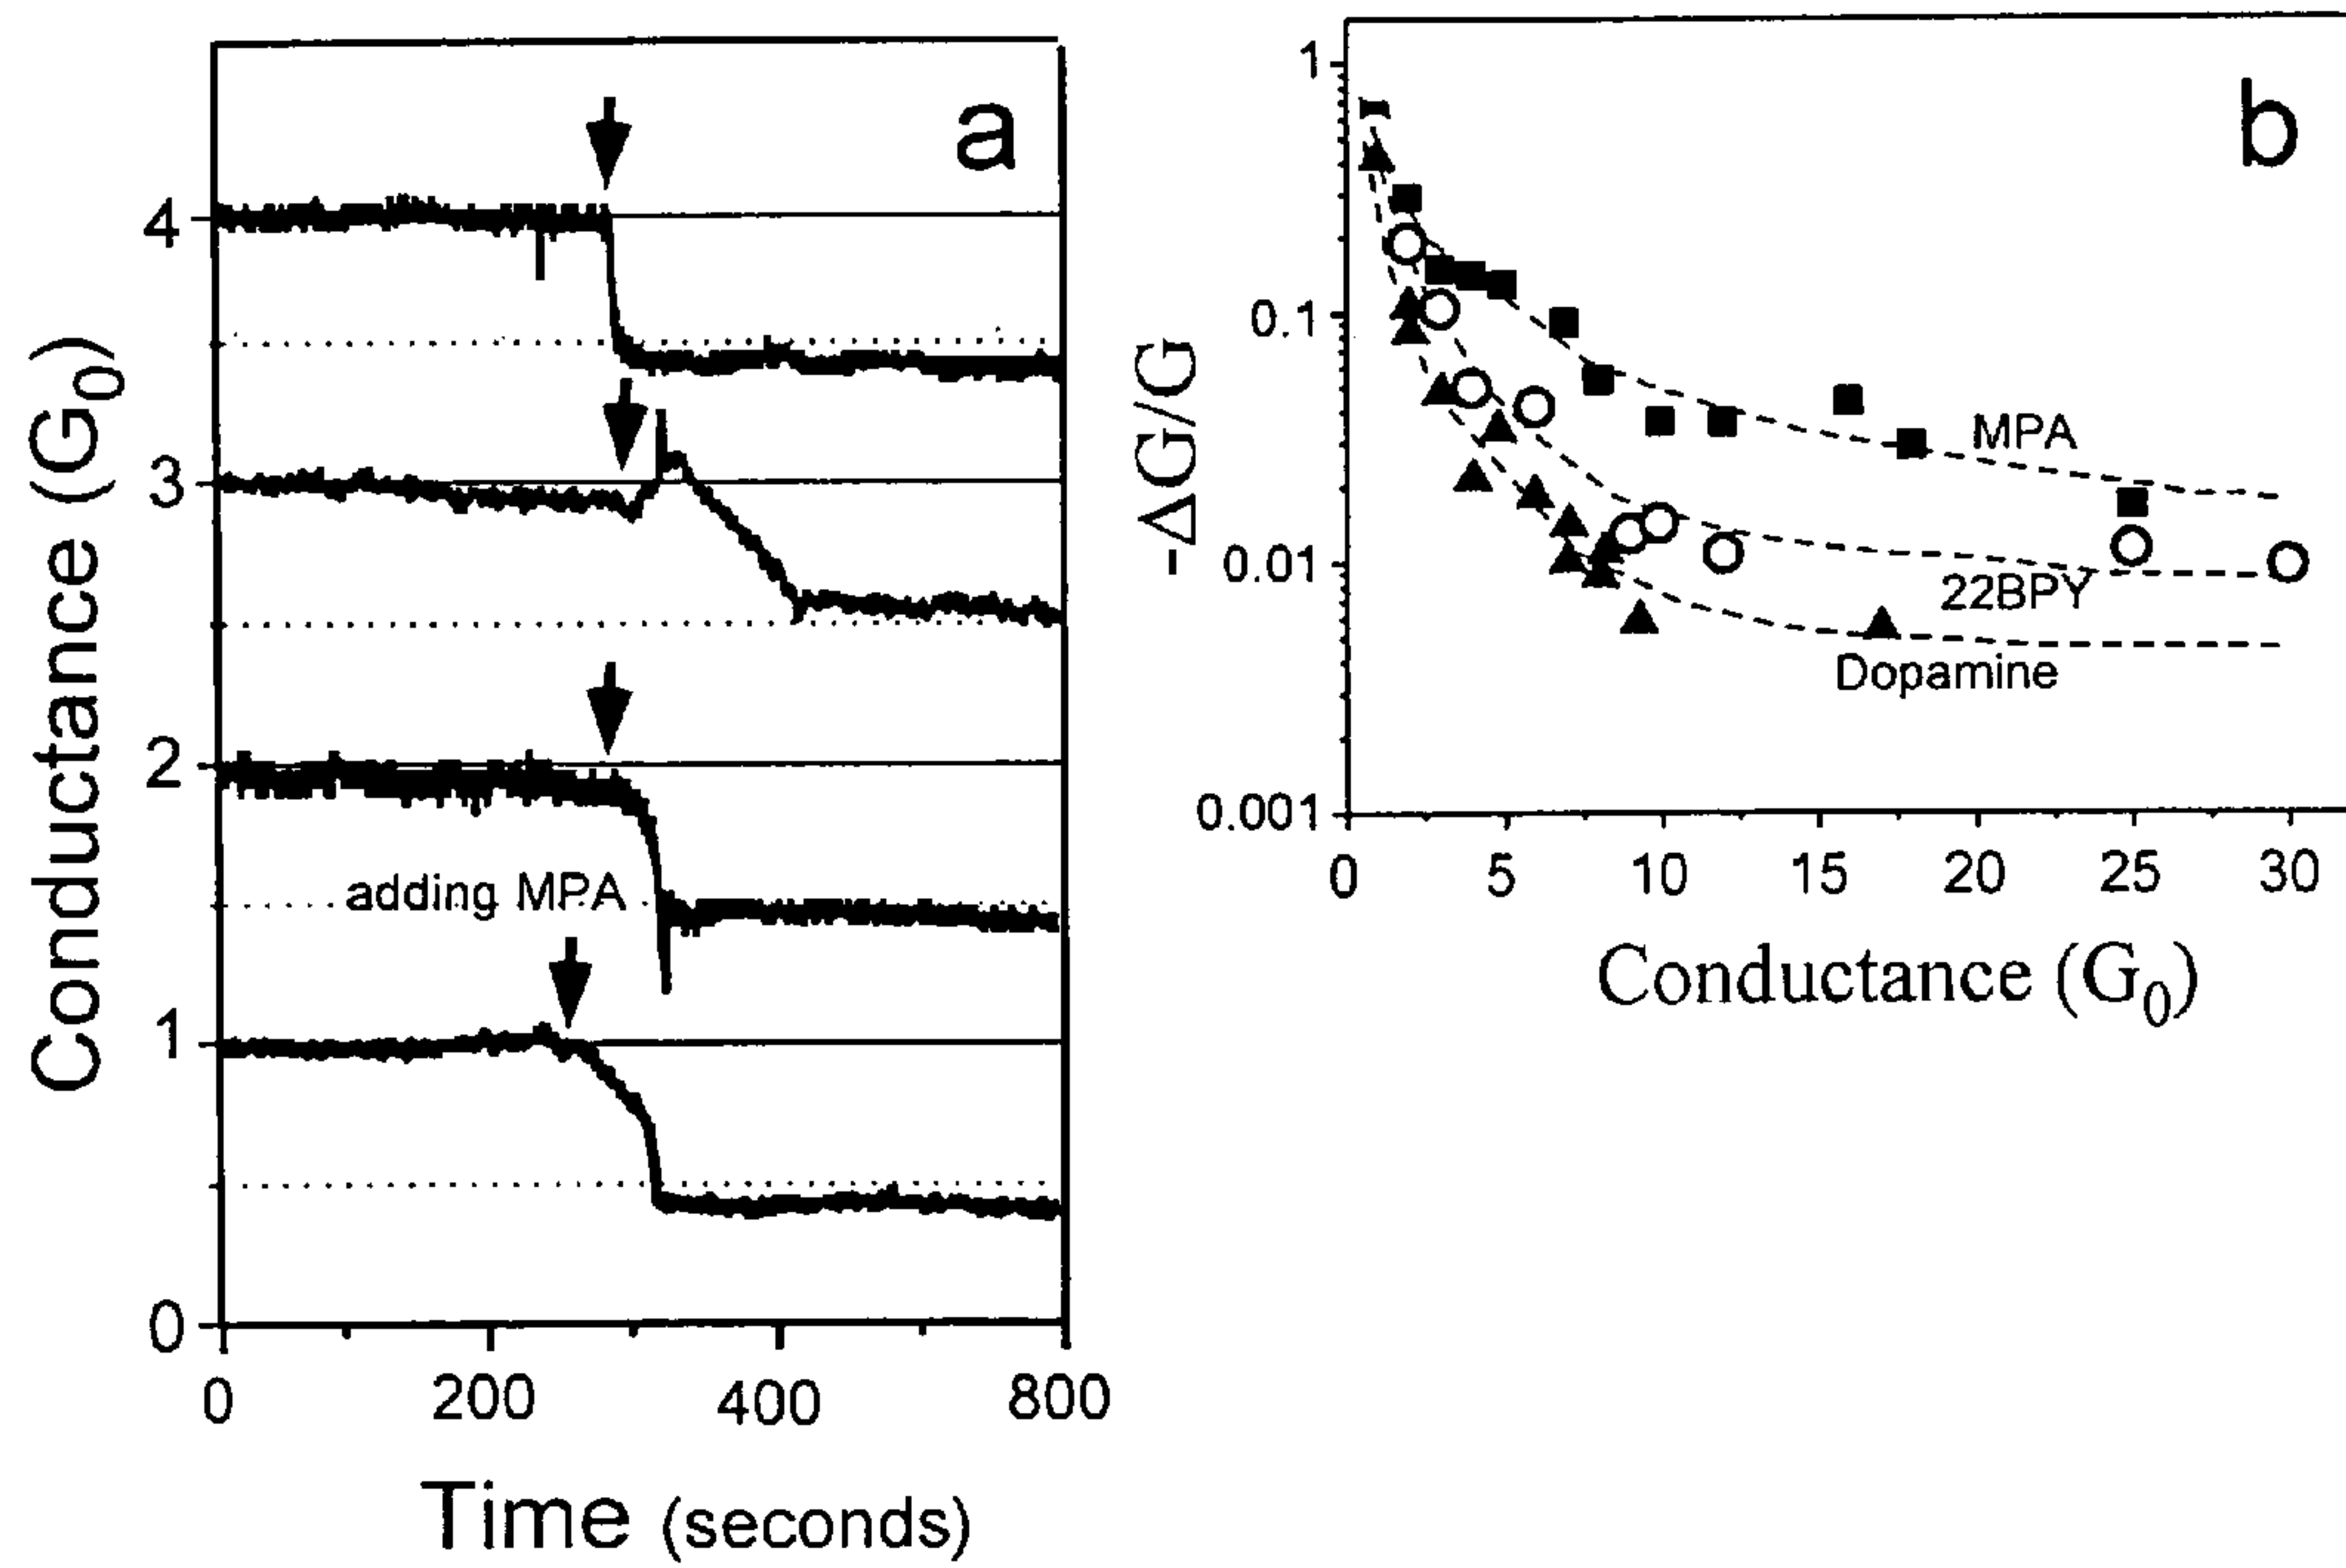 a
4
3
2
1
0
adding MPA
Conductance (G0)
0
200
400
800
Time (seconds)
b
1
0.1
0.01
0.001
-ΔG/G
MPA
22BPY
Dopamine
0
5
10
15
20
25
30
Conductance (G0)